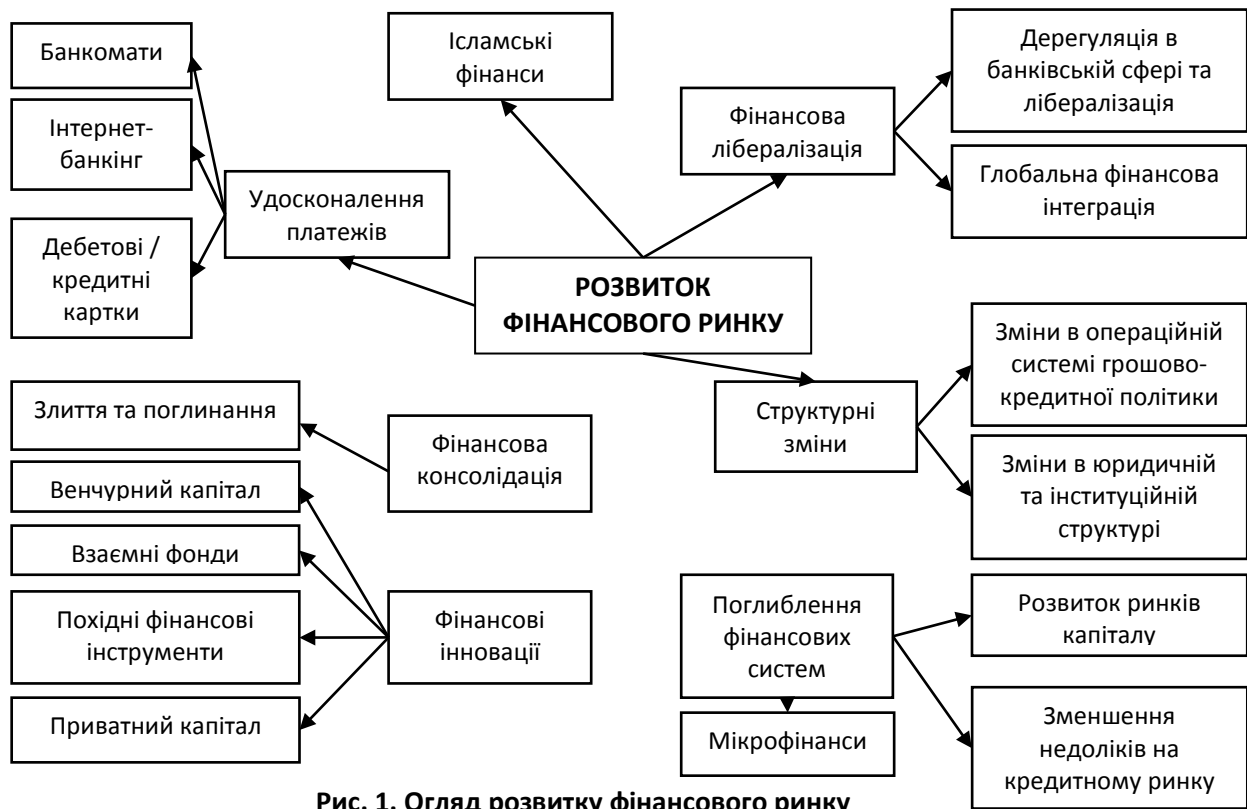 Банкомати
Інтернет-
банкінг
Дебетові /
кредитні
картки
Удосконалення
платежів
Ісламські
фінанси
Фінансова
лібералізація
Дерегуляція в
банківській сфері та
лібералізація
Глобальна фінансова
інтеграція
РОЗВИТОК
ФІНАНСОВОГО РИНКУ
Структурні
зміни
Зміни в операційній
системі грошово-
кредитної політики
Зміни в юридичній
та інституційній
структурі
Злиття та поглинання
Фінансова
консолідація
Венчурний капітал
Взаємні фонди
Похідні фінансові
інструменти
Приватний капітал
Фінансові
інновації
Поглиблення
фінансових
систем
Мікрофінанси
Розвиток ринків
капіталу
Зменшення
недоліків на
кредитному ринку
Рис. 1. Огляд розвитку фінансового ринку